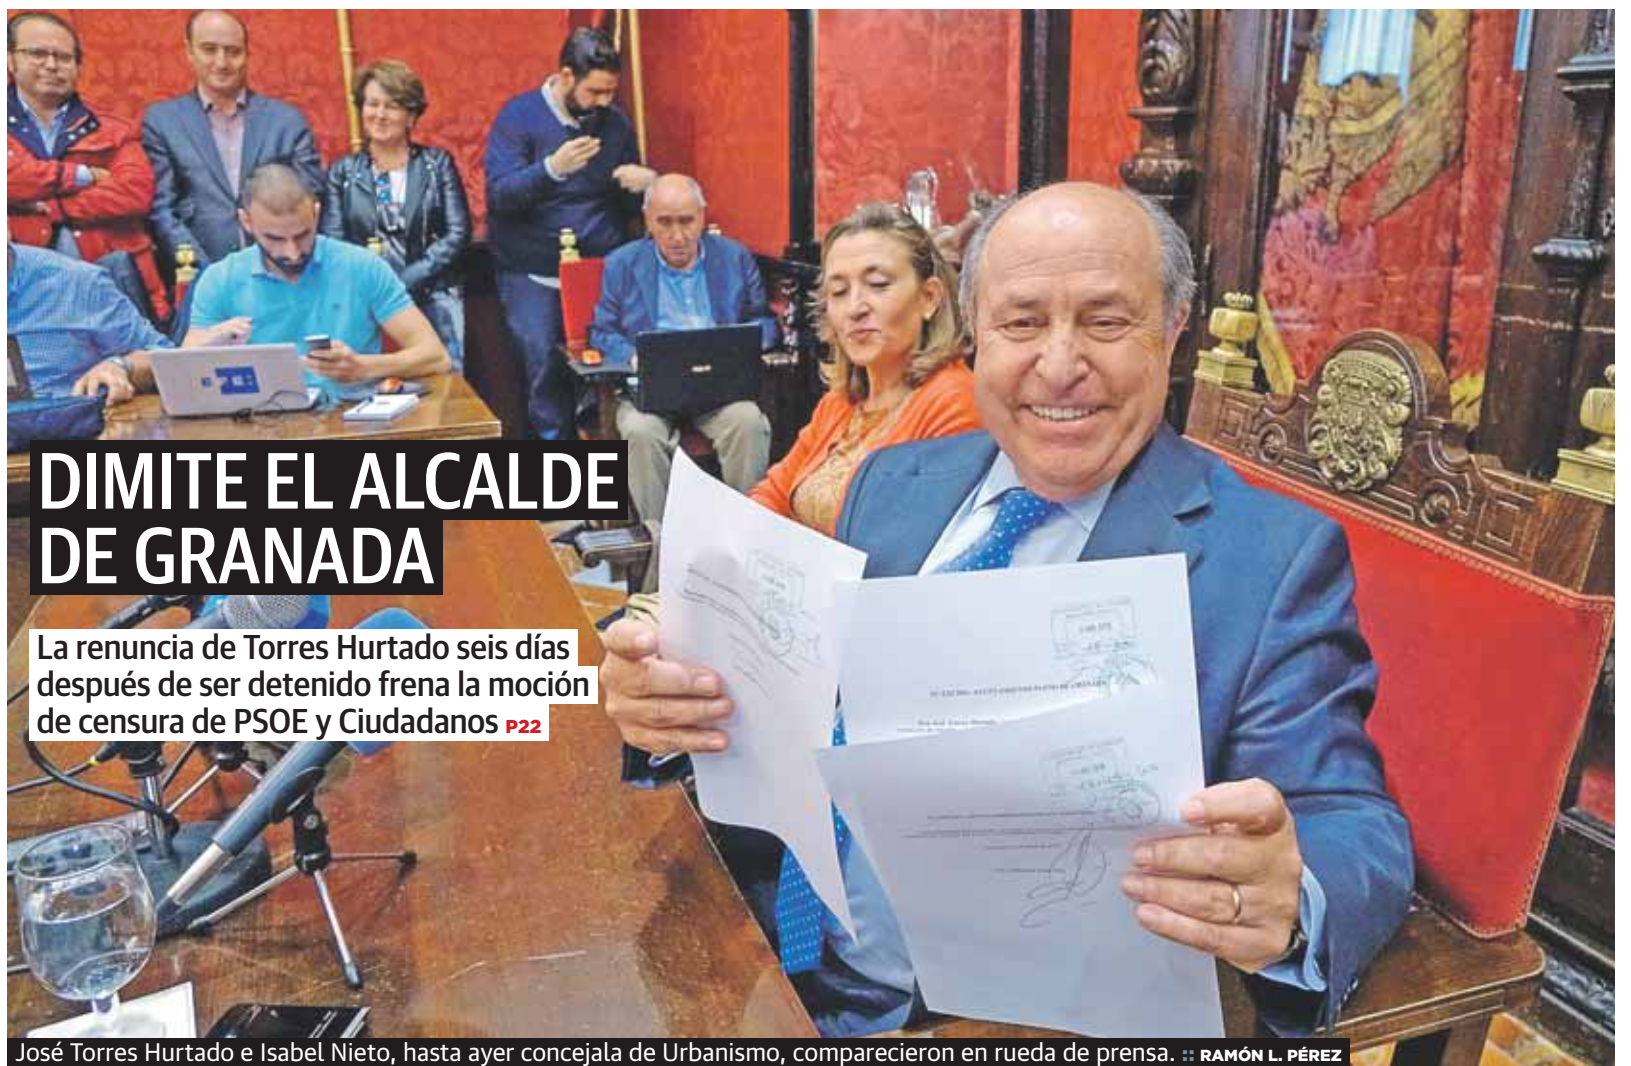 DIMITE EL ALCALDE
DE GRANADA
La renuncia de Torres Hurtado seis días
después de ser detenido frena la moción
de censura de PSOE y Ciudadanos P22
José Torres Hurtado e Isabel Nieto, hasta ayer concejala de Urbanismo, comparecieron en rueda de prensa. :: RAMÓN L. PÉREZ